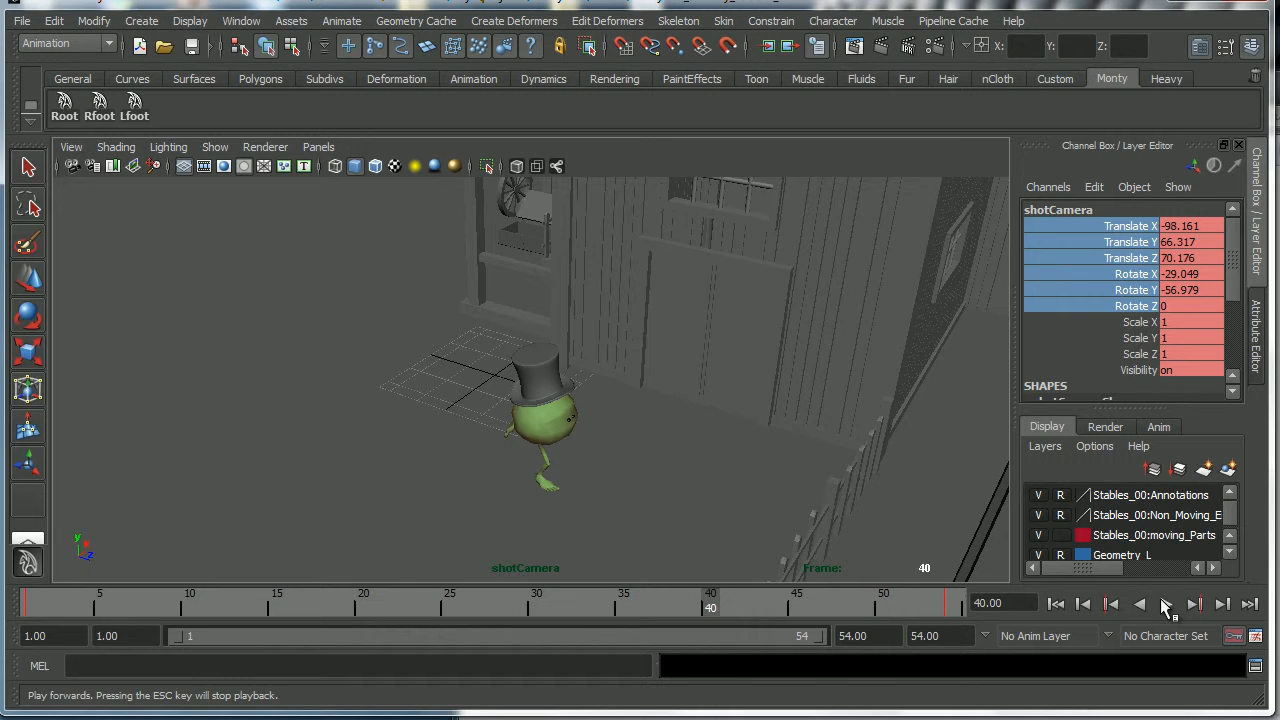 File Edit Modify Create Display Window Assets Animate Geometry Cache Create Deformers Edit Deformers Skeleton Skin Constrain Character Muscle Pipeline Cache Help
Animation X: Y: Z:
General Curves Surfaces Polygons Subdivs Deformation Animation Dynamics Rendering PaintEffects Toon Muscle Fluids Fur Hair nCloth Custom Monty Heavy
Root Rfoot Lfoot
View Shading Lighting Show Renderer Panels
Channel Box / Layer Editor
Channels Edit Object Show
shotCamera
Translate X -98.161
Translate Y 66.317
Translate Z 70.176
Rotate X -29.049
Rotate Y -56.979
Rotate Z 0
Scale X 1
Scale Y 1
Scale Z 1
Visibility on
SHAPES
Channel Box / Layer Editor
Attribute Editor
Display Render Anim
Layers Options Help
V R Stables_00:Annotations
V R Stables_00:Non_Moving_E
V Stables_00:moving_Parts
V R Geometry_L
y
z
shotCamera Frame: 40
5 10 15 20 25 30 35 40 45 50
40
40.00
1.00 1.00 1 54 54.00 54.00 No Anim Layer No Character Set
MEL
Play forwards. Pressing the ESC key will stop playback.